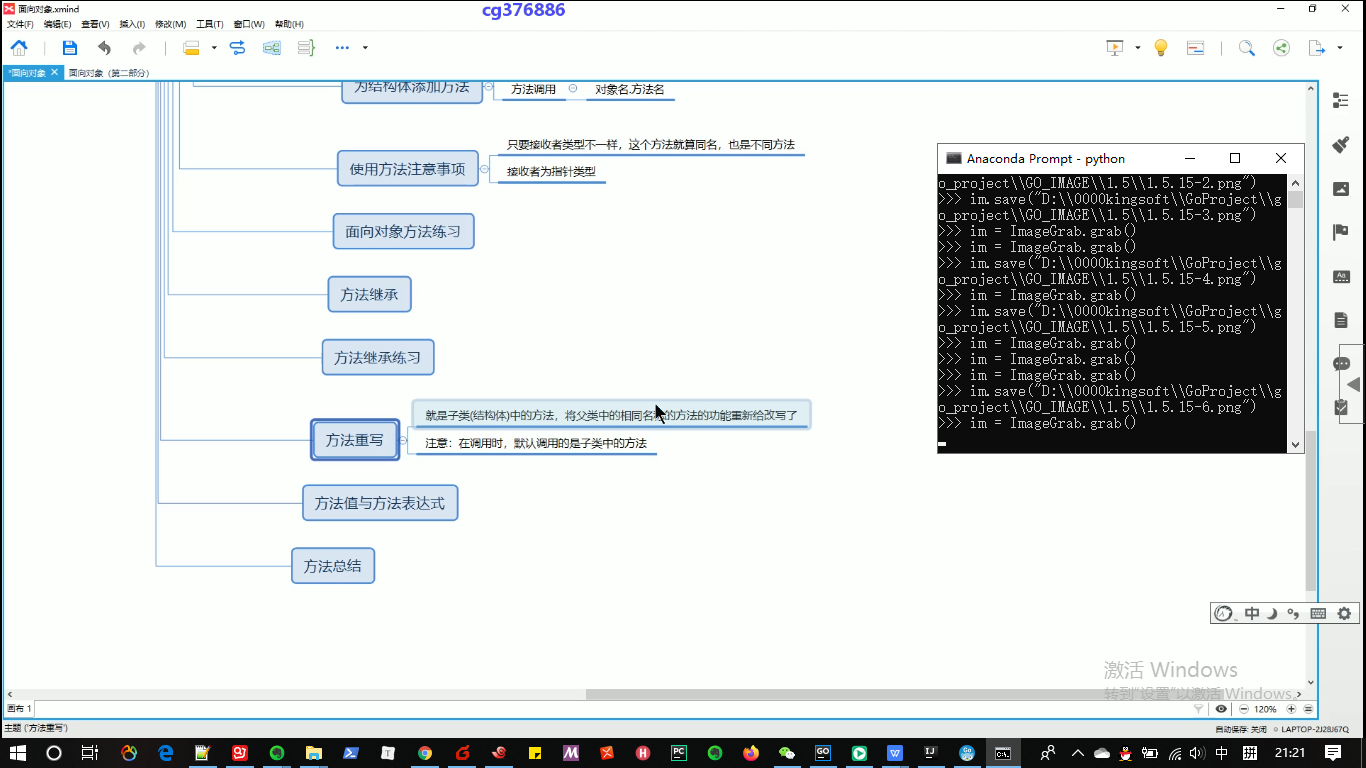 面向对象.xmind
cg376886
文件(F) 编辑(E) 查看(V) 插入(I) 修改(M) 工具(T) 窗口(W) 帮助(H)
*面向对象 面向对象（第二部分）
为结构体添加方法
方法调用
对象名.方法名
使用方法注意事项
只要接收者类型不一样，这个方法就算同名，也是不同方法
接收者为指针类型
面向对象方法练习
方法继承
方法继承练习
方法重写
就是子类(结构体)中的方法，将父类中的相同名称的方法的功能重新给改写了
注意：在调用时，默认调用的是子类中的方法
方法值与方法表达式
方法总结
Anaconda Prompt - python
o_project\\GO_IMAGE\\1.5\\1.5.15-2.png")
>>> im.save("D:\\0000kingsoft\\GoProject\\g
o_project\\GO_IMAGE\\1.5\\1.5.15-3.png")
>>> im = ImageGrab.grab()
>>> im = ImageGrab.grab()
>>> im.save("D:\\0000kingsoft\\GoProject\\g
o_project\\GO_IMAGE\\1.5\\1.5.15-4.png")
>>> im = ImageGrab.grab()
>>> im.save("D:\\0000kingsoft\\GoProject\\g
o_project\\GO_IMAGE\\1.5\\1.5.15-5.png")
>>> im = ImageGrab.grab()
>>> im = ImageGrab.grab()
>>> im = ImageGrab.grab()
>>> im.save("D:\\0000kingsoft\\GoProject\\g
o_project\\GO_IMAGE\\1.5\\1.5.15-6.png")
>>> im = ImageGrab.grab()
中
激活 Windows
转到"设置"以激活 Windows。
画布 1
120%
主题 ('方法重写')
自动保存: 关闭 LAPTOP-2J28J67Q
中 拼 21:21